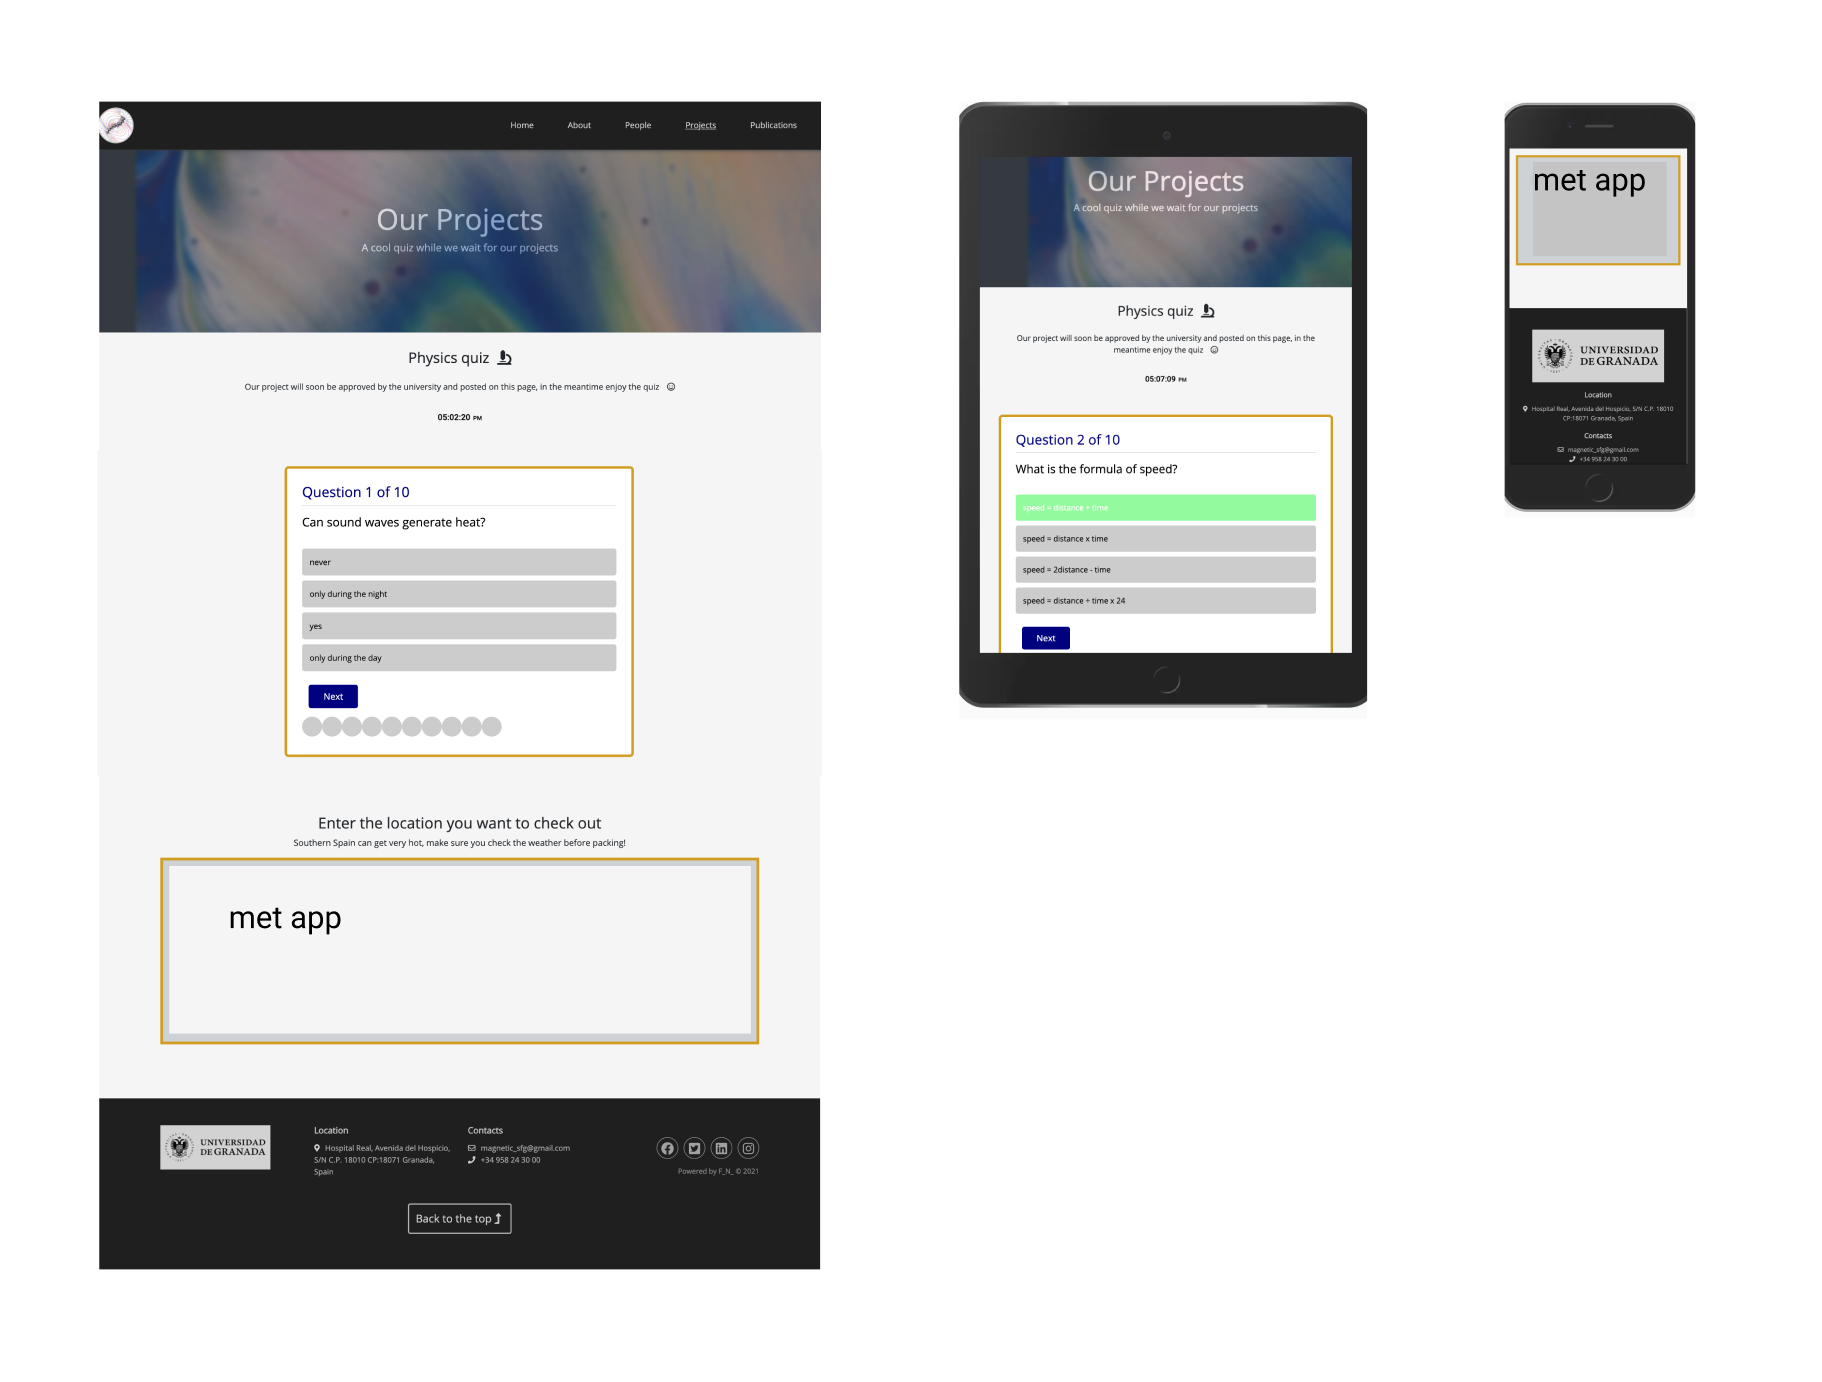 Home About People Projects Publications
Our Projects
A cool quiz while we wait for our projects
Physics quiz
Our project will soon be approved by the university and posted on this page, in the meantime enjoy the quiz
05:02:20 PM
Question 1 of 10
Can sound waves generate heat?
never
only during the night
yes
only during the day
Next
Enter the location you want to check out
Southern Spain can get very hot, make sure you check the weather before packing!
met app
UNIVERSIDAD
DE GRANADA
Location
Hospital Real, Avenida del Hospicio,
S/N C.P. 18010 CP:18071 Granada,
Spain
Contacts
magnetic_sfg@gmail.com
+34 958 24 30 00
Powered by F_N_ © 2021
Back to the top
Our Projects
A cool quiz while we wait for our projects
Physics quiz
Our project will soon be approved by the university and posted on this page, in the
meantime enjoy the quiz
05:07:09 PM
Question 2 of 10
What is the formula of speed?
speed = distance ÷ time
speed = distance x time
speed = 2distance - time
speed = distance ÷ time x 24
Next
met app
UNIVERSIDAD
DE GRANADA
Location
Hospital Real, Avenida del Hospicio, S/N C.P. 18010
CP:18071 Granada, Spain
Contacts
magnetic_sfg@gmail.com
+34 958 24 30 00